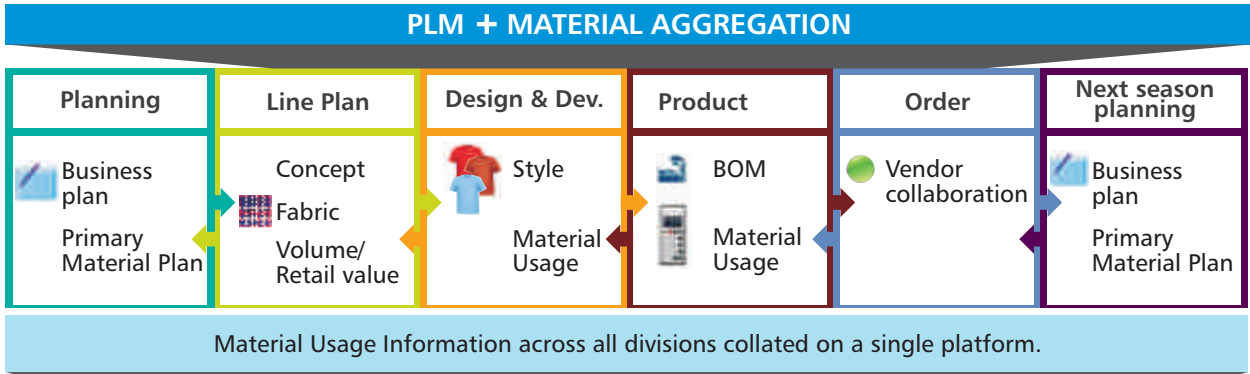 PLM + MATERIAL AGGREGATION
Planning
Business
plan
Primary
Material Plan
Line Plan
Concept
Fabric
Volume/
Retail value
Design & Dev.
Style
Material
Usage
Product
BOM
Material
Usage
Order
Vendor
collaboration
Next season
planning
Business
plan
Primary
Material Plan
Material Usage Information across all divisions collated on a single platform.